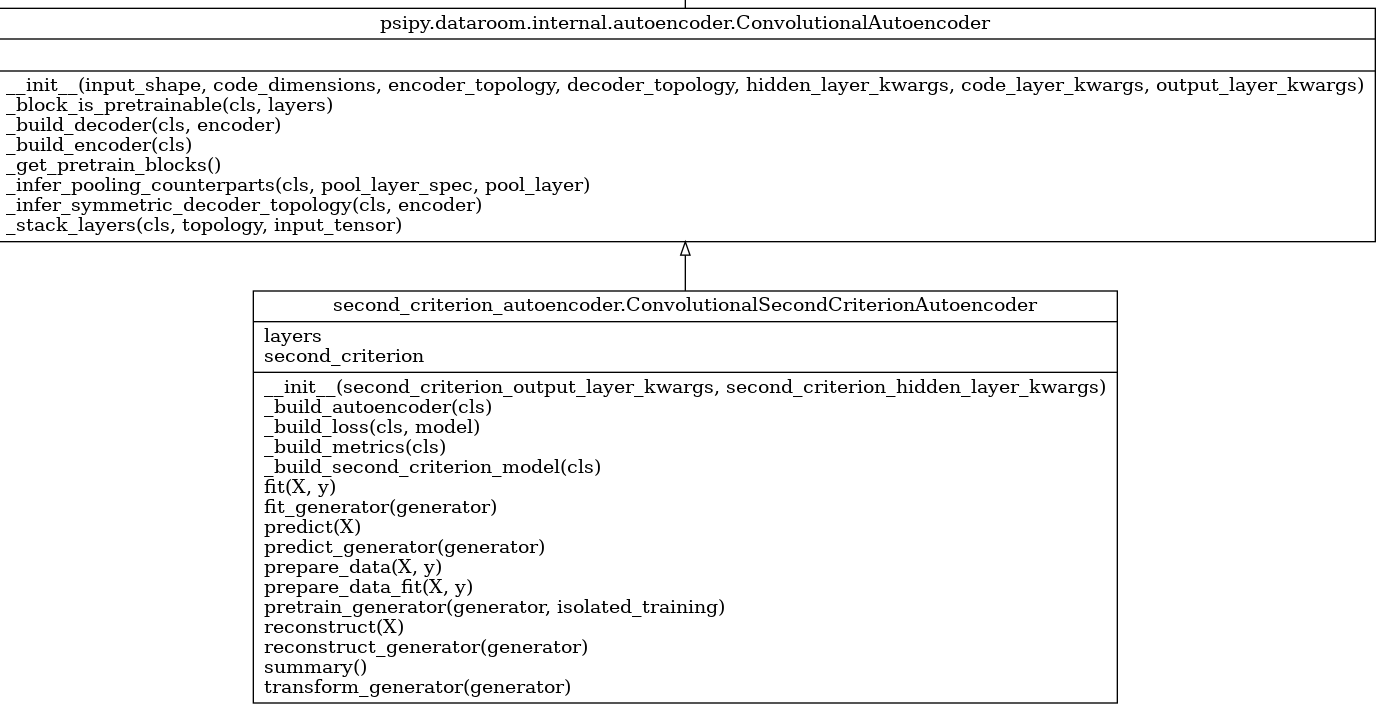 psipy.dataroom.internal.autoencoder.ConvolutionalAutoencoder
__init__(input_shape, code_dimensions, encoder_topology, decoder_topology, hidden_layer_kwargs, code_layer_kwargs, output_layer_kwargs)
_block_is_pretrainable(cls, layers)
_build_decoder(cls, encoder)
_build_encoder(cls)
_get_pretrain_blocks()
_infer_pooling_counterparts(cls, pool_layer_spec, pool_layer)
_infer_symmetric_decoder_topology(cls, encoder)
_stack_layers(cls, topology, input_tensor)
second_criterion_autoencoder.ConvolutionalSecondCriterionAutoencoder
layers
second_criterion
__init__(second_criterion_output_layer_kwargs, second_criterion_hidden_layer_kwargs)
_build_autoencoder(cls)
_build_loss(cls, model)
_build_metrics(cls)
_build_second_criterion_model(cls)
fit(X, y)
fit_generator(generator)
predict(X)
predict_generator(generator)
prepare_data(X, y)
prepare_data_fit(X, y)
pretrain_generator(generator, isolated_training)
reconstruct(X)
reconstruct_generator(generator)
summary()
transform_generator(generator)